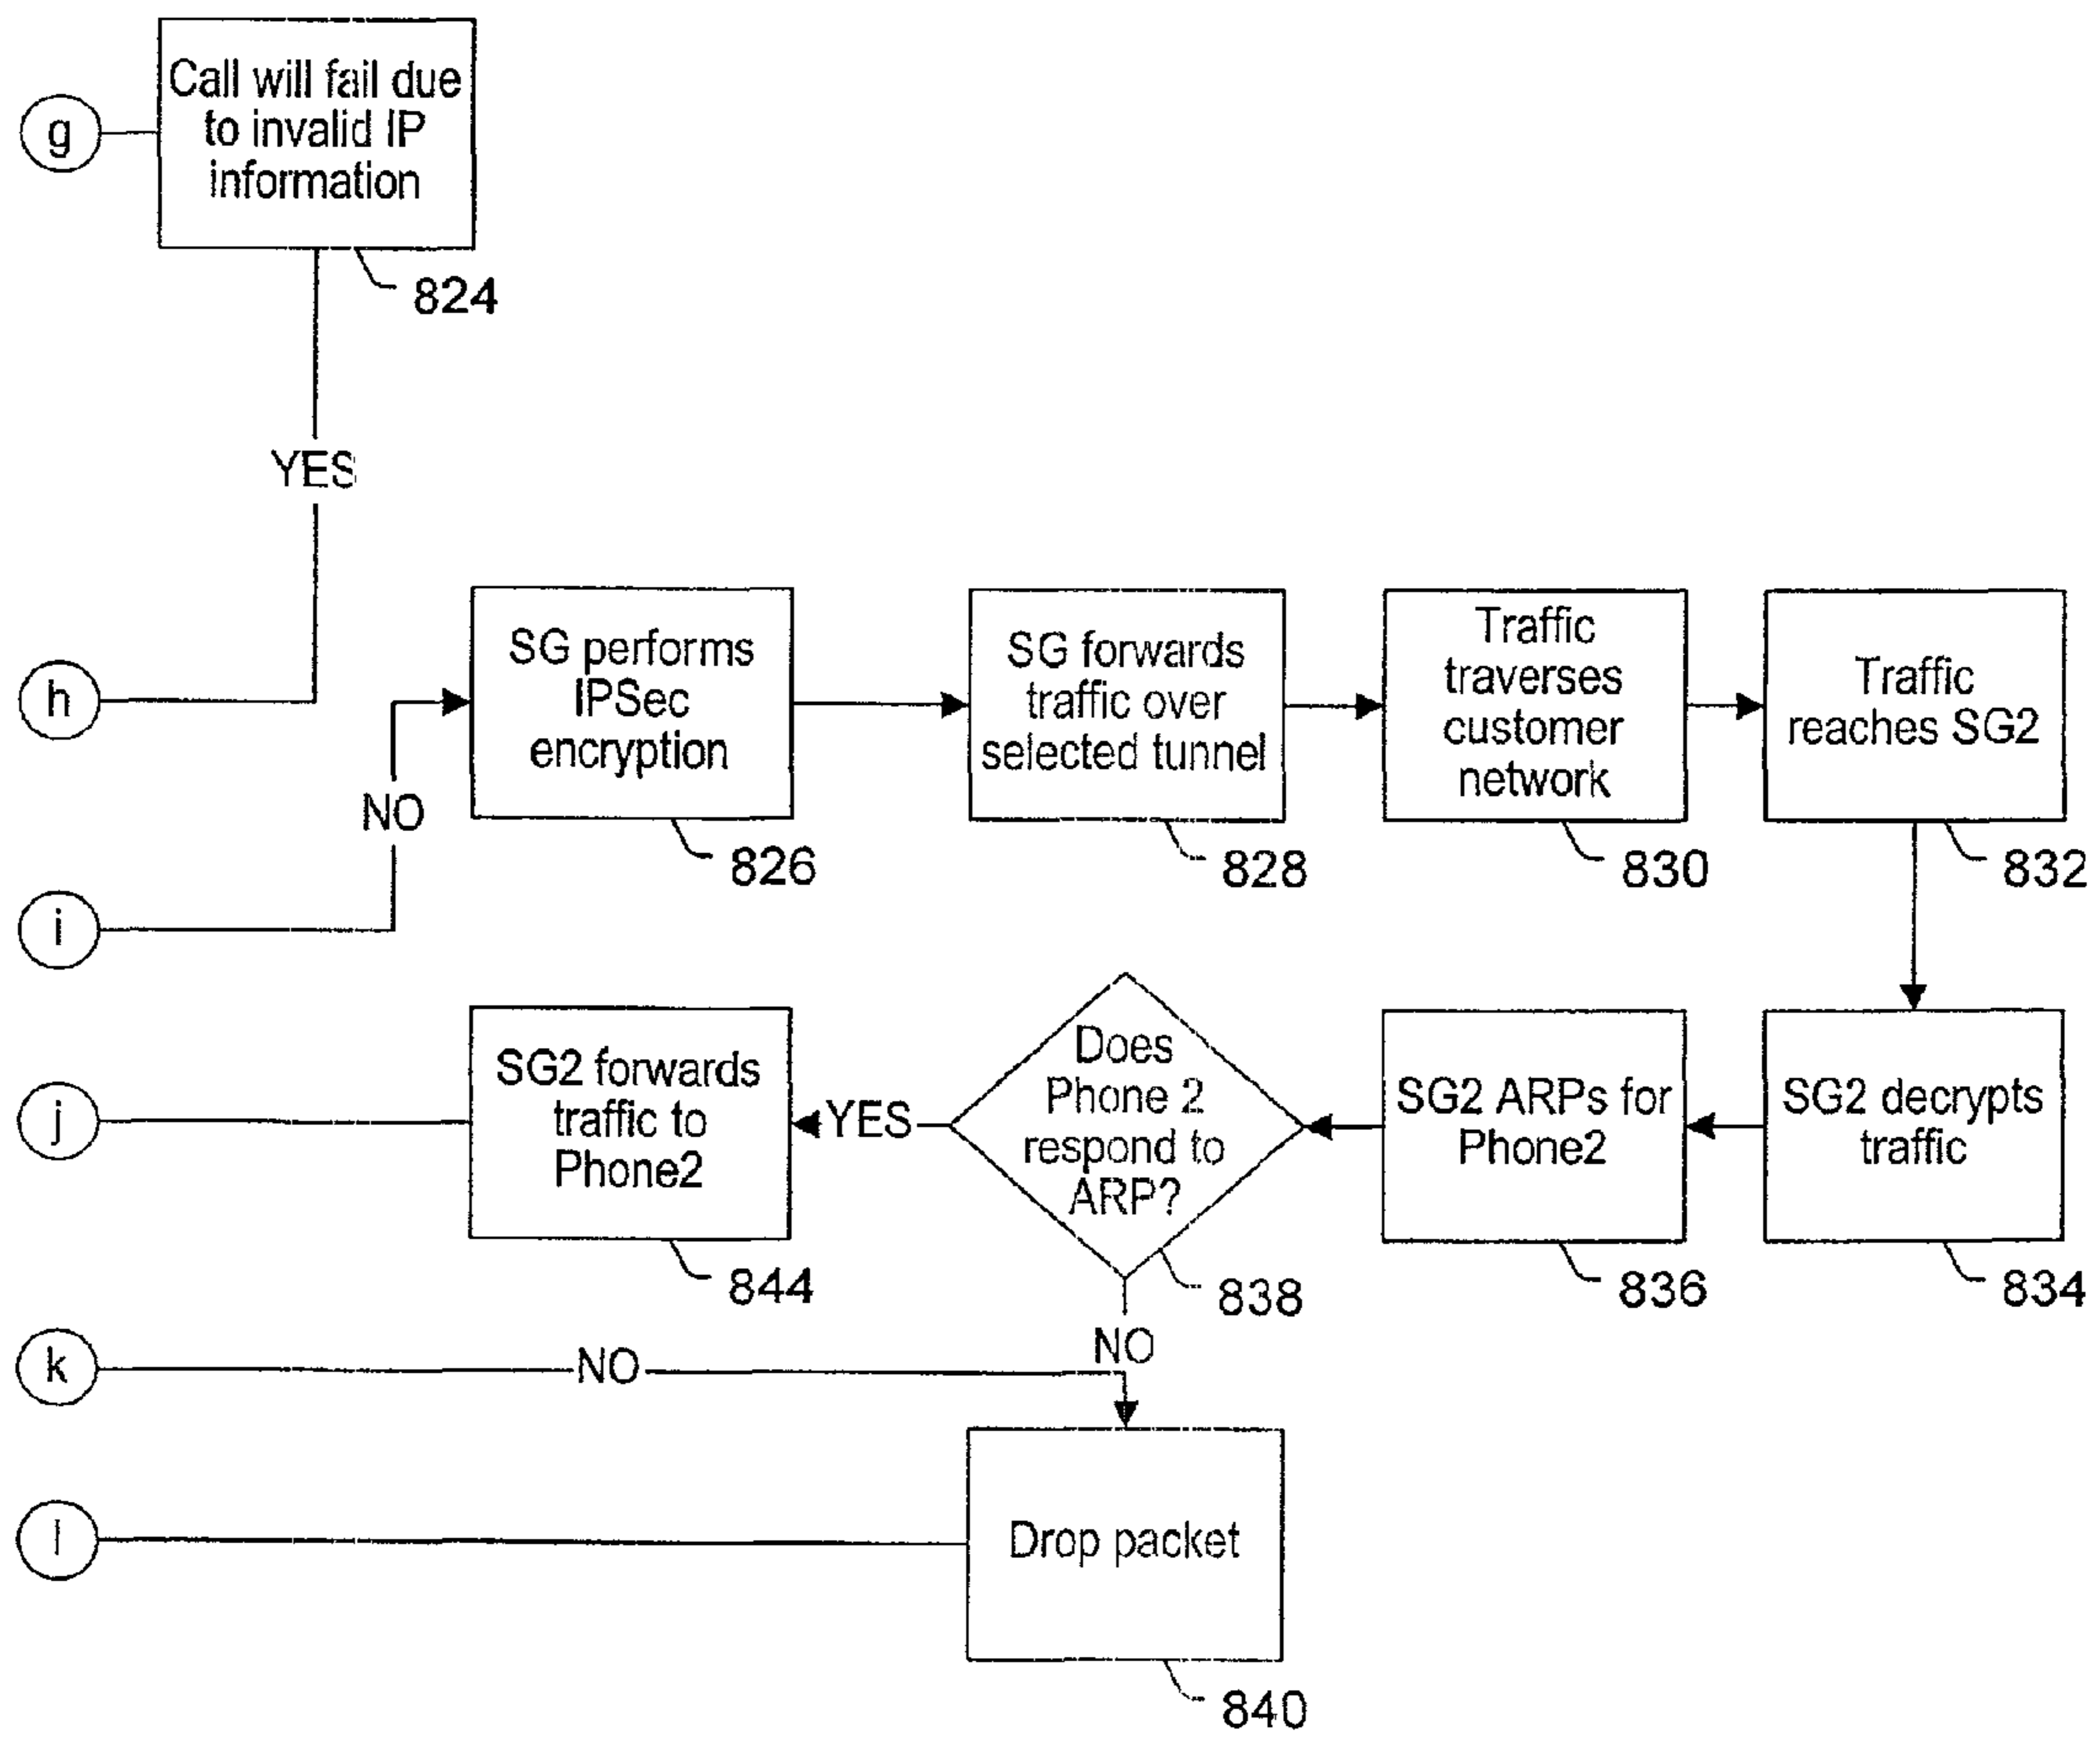 g
Call will fail due
to invalid IP
information
824
YES
h
SG performs
IPSec
encryption
826
SG forwards
traffic over
selected tunnel
828
Traffic
traverses
customer
network
830
Traffic
reaches SG2
832
NO
i
j
SG2 forwards
traffic to
Phone2
844
YES
Does
Phone 2
respond to
ARP?
838
SG2 ARPs for
Phone2
836
SG2 decrypts
traffic
834
NO
k
NO
l
Drop packet
840